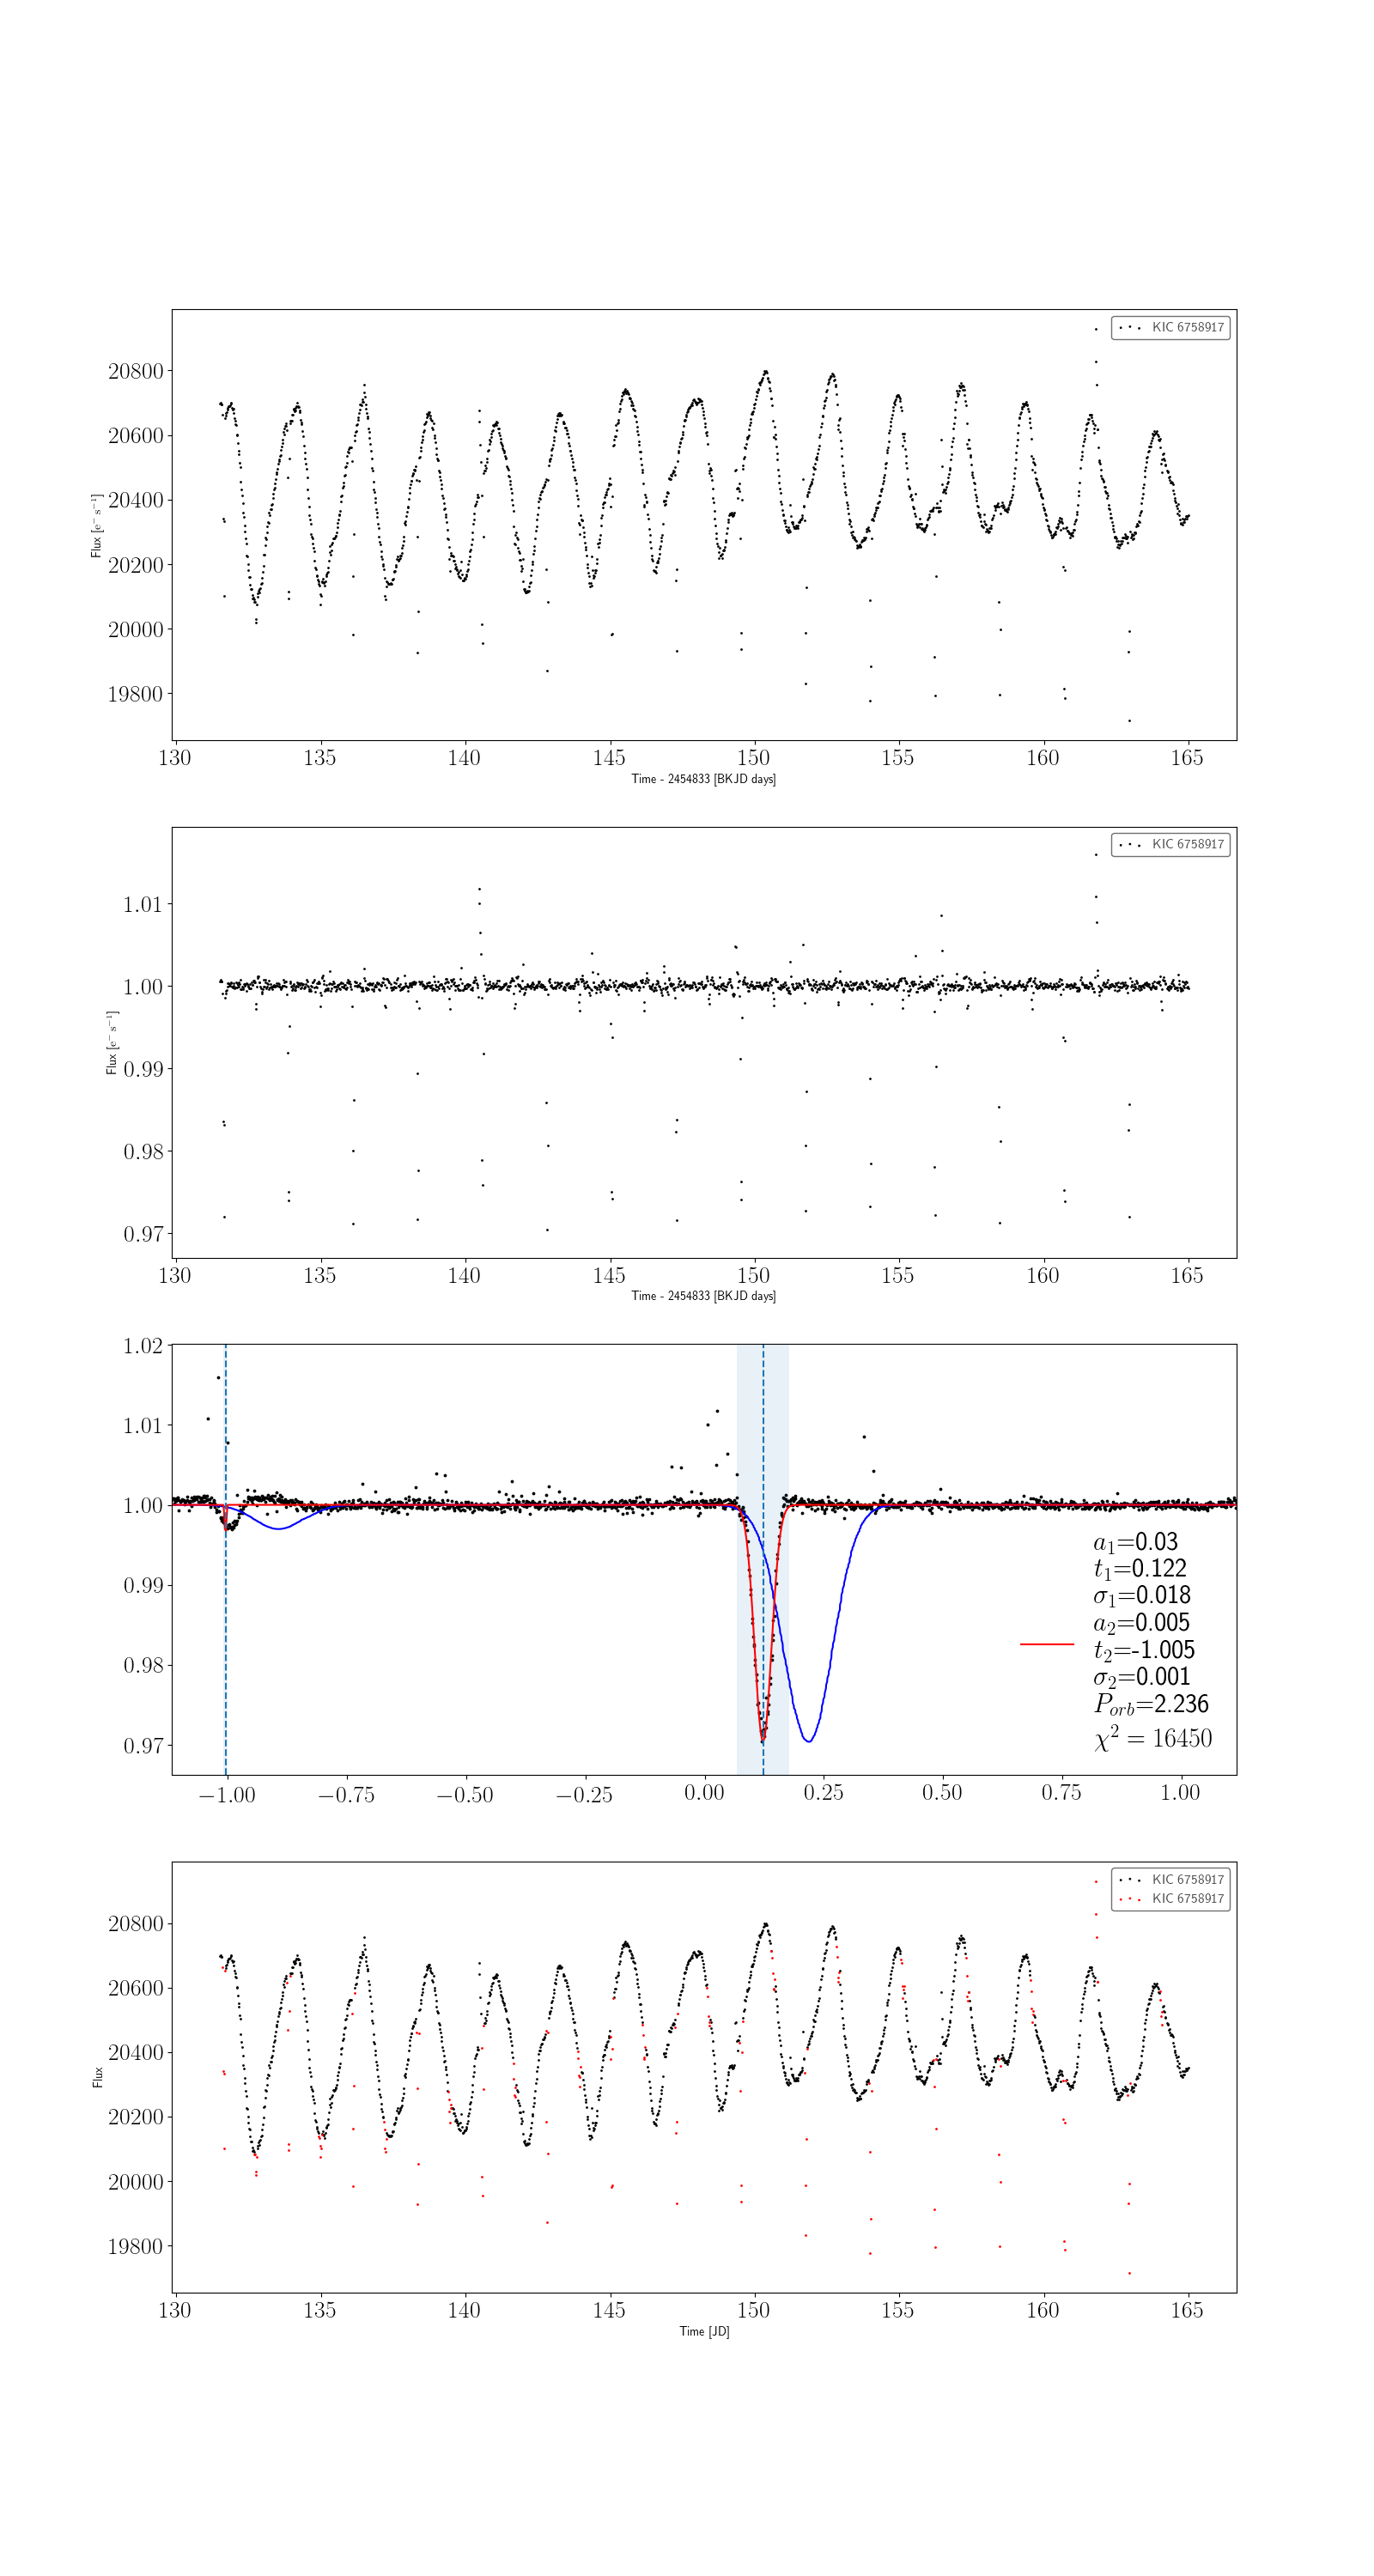 KIC 6758917
20800
20600
20400
20200
20000
19800
Flux [e⁻ s⁻¹]
130 135 140 145 150 155 160 165
Time - 2454833 [BKJD days]
KIC 6758917
1.01
1.00
0.99
0.98
0.97
Flux [e⁻ s⁻¹]
130 135 140 145 150 155 160 165
Time - 2454833 [BKJD days]
1.02
1.01
1.00
0.99
0.98
0.97
a₁=0.03
t₁=0.122
σ₁=0.018
a₂=0.005
t₂=-1.005
σ₂=0.001
P_orb=2.236
χ² = 16450
−1.00 −0.75 −0.50 −0.25 0.00 0.25 0.50 0.75 1.00
KIC 6758917
KIC 6758917
20800
20600
20400
20200
20000
19800
Flux
130 135 140 145 150 155 160 165
Time [JD]